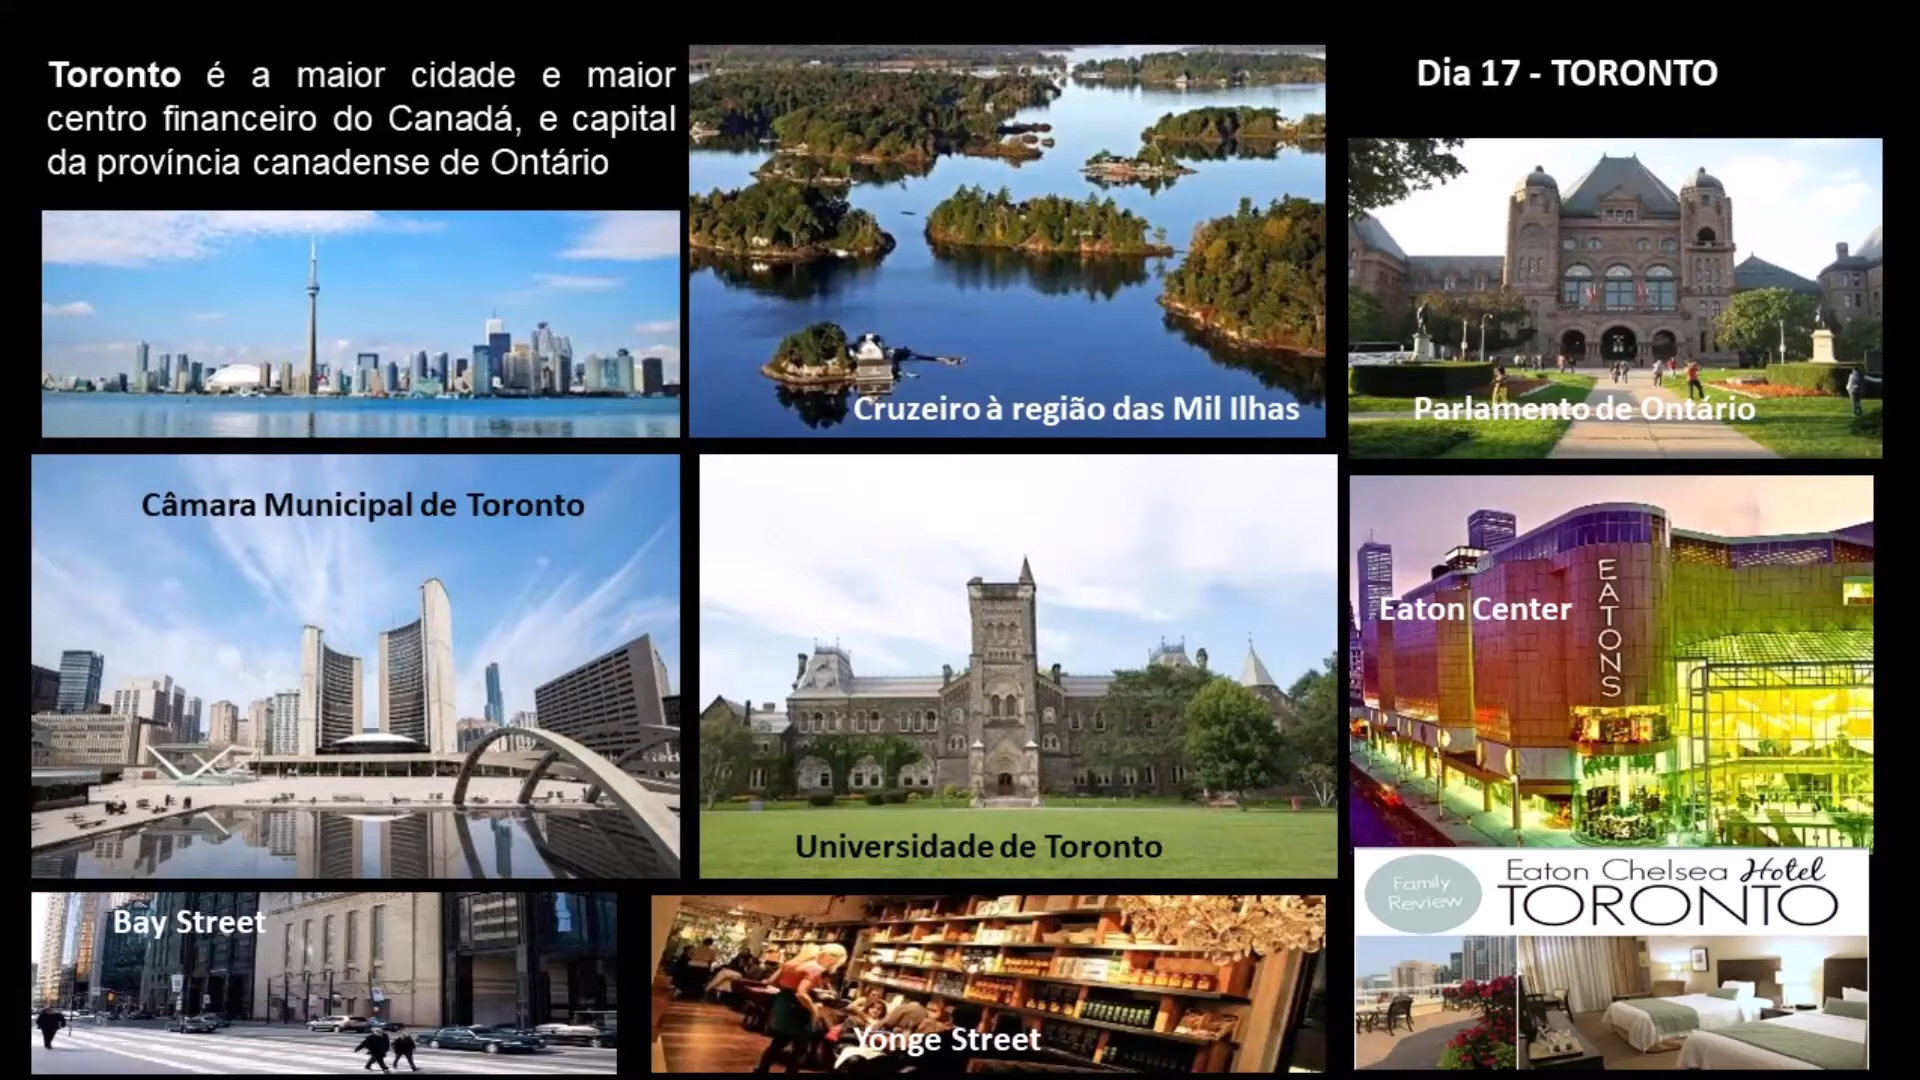 Toronto é a maior cidade e maior
centro financeiro do Canadá, e capital
da província canadense de Ontário
Dia 17 - TORONTO
Cruzeiro à região das Mil Ilhas
Parlamento de Ontário
Câmara Municipal de Toronto
Universidade de Toronto
Eaton Center
EATONS
Bay Street
Yonge Street
Family
Review
Eaton Chelsea Hotel
TORONTO